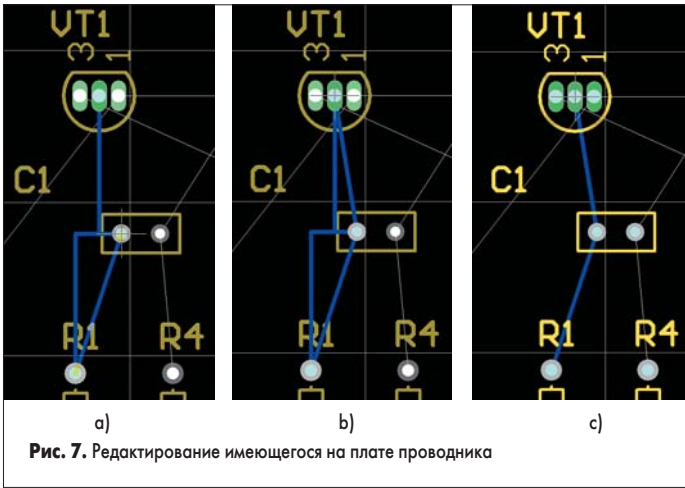 VT1 VT1 VT1
3 1 3 1 3 1
C1 C1 C1
R1 R4 R1 R4 R1 R4
a) b) c)
Рис. 7. Редактирование имеющегося на плате проводника